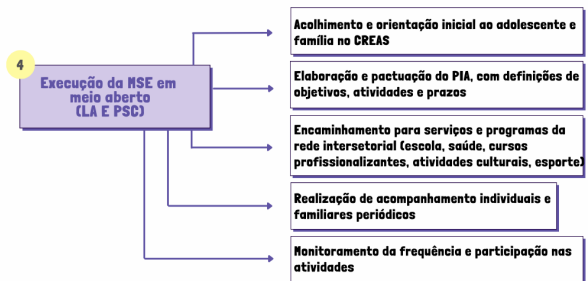 4
Execução da MSE em
meio aberto
(LA E PSC)
Acolhimento e orientação inicial ao adolescente e
família no CREAS
Elaboração e pactuação do PIA, com definições de
objetivos, atividades e prazos
Encaminhamento para serviços e programas da
rede intersetorial (escola, saúde, cursos
profissionalizantes, atividades culturais, esporte)
Realização de acompanhamento individuais e
familiares periódicos
Monitoramento da frequência e participação nas
atividades